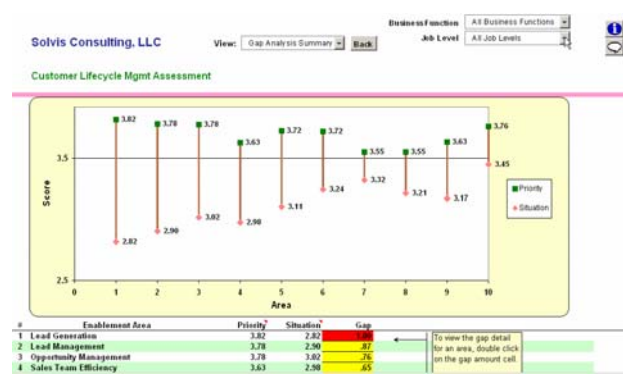 Business Function All Business Functions
Solvis Consulting, LLC View: Gap Analysis Summary Back Job Level All Job Levels
Customer Lifecycle Mgmt Assessment
3.82 3.78 3.78 3.63 3.72 3.72 3.55 3.55 3.63 3.76
3.5
Score
2.82 2.90 3.02 2.98 3.11 3.24 3.32 3.21 3.17 3.45
Priority
Situation
2.5
0 1 2 3 4 5 6 7 8 9 10
Area
# Enablement Area Priority Situation Gap
1 Lead Generation 3.82 2.82
2 Lead Management 3.78 2.90 .87
3 Opportunity Management 3.78 3.02 .76
4 Sales Team Efficiency 3.63 2.98 .65
To view the gap detail
for an area, double click
on the gap amount cell.